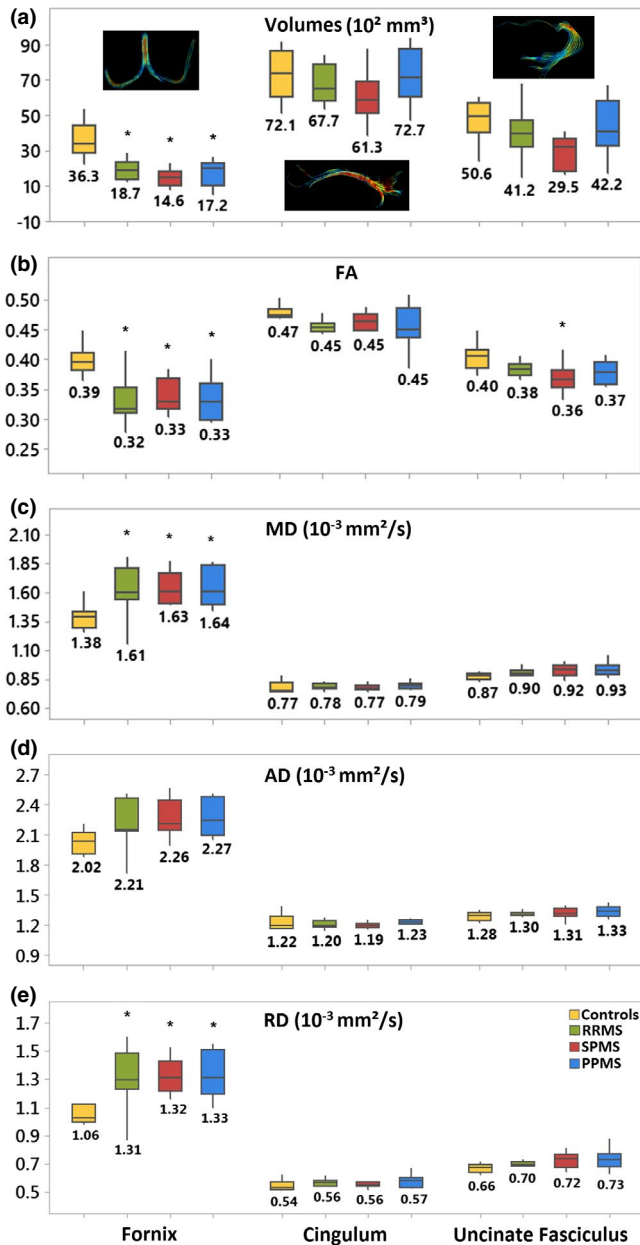 (a)
Volumes (10² mm³)
90
70
50
30
10
-10
* * *
36.3 18.7 14.6 17.2
72.1 67.7 61.3 72.7
50.6 41.2 29.5 42.2
(b)
FA
0.50
0.45
0.40
0.35
0.30
0.25
* * *
*
0.39 0.32 0.33 0.33
0.47 0.45 0.45 0.45
0.40 0.38 0.36 0.37
(c)
MD (10⁻³ mm²/s)
2.10
1.85
1.60
1.35
1.10
0.85
0.60
* * *
1.38 1.61 1.63 1.64
0.77 0.78 0.77 0.79
0.87 0.90 0.92 0.93
(d)
AD (10⁻³ mm²/s)
2.7
2.4
2.1
1.8
1.5
1.2
0.9
2.02 2.21 2.26 2.27
1.22 1.20 1.19 1.23
1.28 1.30 1.31 1.33
(e)
RD (10⁻³ mm²/s)
1.7
1.5
1.3
1.1
0.9
0.7
0.5
* * *
Controls
RRMS
SPMS
PPMS
1.06 1.31 1.32 1.33
0.54 0.56 0.56 0.57
0.66 0.70 0.72 0.73
Fornix Cingulum Uncinate Fasciculus